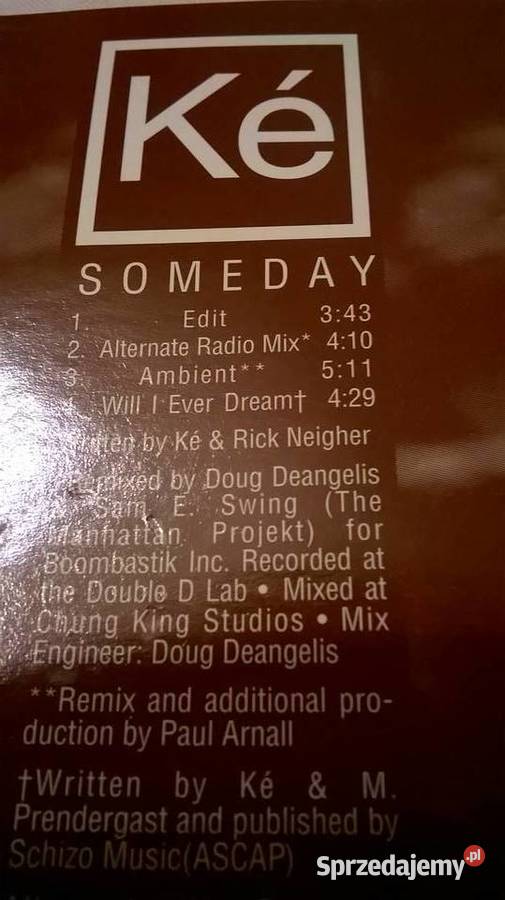 Ké
SOMEDAY
1. Edit 3:43
2. Alternate Radio Mix* 4:10
3. Ambient** 5:11
Will I Ever Dream† 4:29
by Ké & Rick Neigher
by Doug Deangelis
Sam E. Swing (The
Manhattan Projekt) for
Boombastik Inc. Recorded at
the Double D Lab • Mixed at
Chung King Studios • Mix
Engineer: Doug Deangelis
**Remix and additional pro-
duction by Paul Arnall
†Written by Ké & M.
Prendergast and published by
Schizo Music(ASCAP)
Sprzedajemy.pl